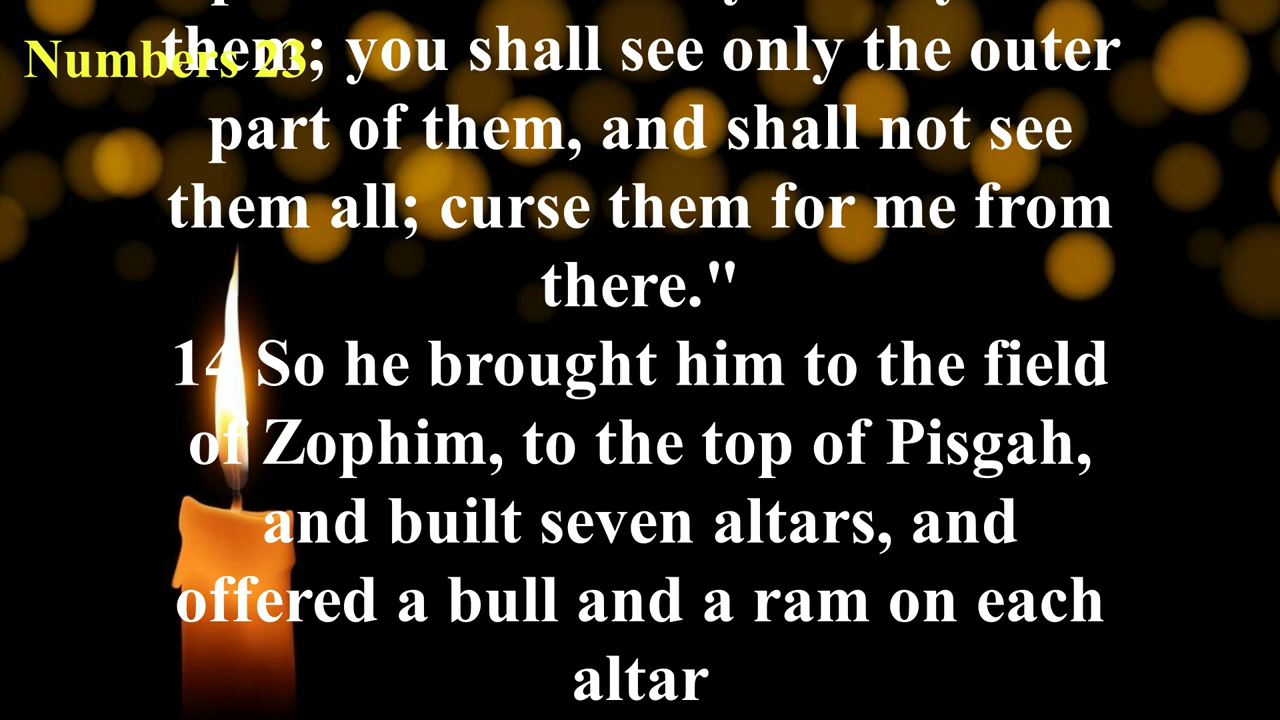 Numbers 23
them; you shall see only the outer
part of them, and shall not see
them all; curse them for me from
there."
14 So he brought him to the field
of Zophim, to the top of Pisgah,
and built seven altars, and
offered a bull and a ram on each
altar